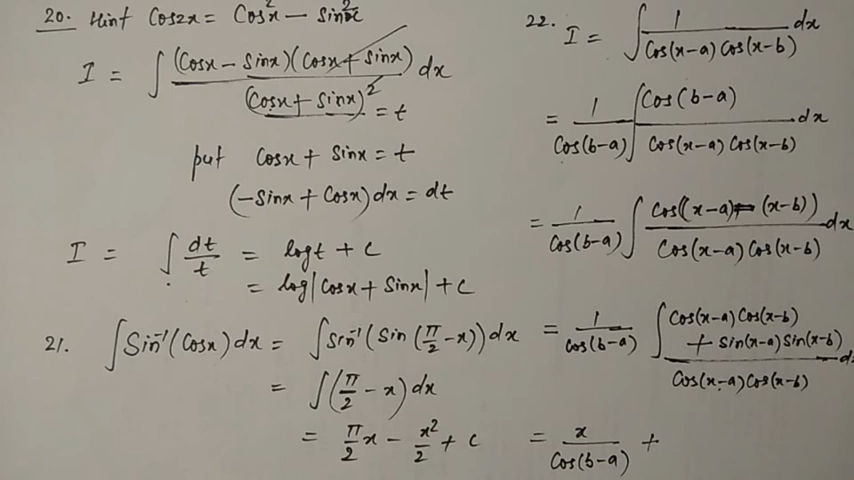 20. Hint Cos2x = Cos²x − Sin²x
I = ∫ (Cosx − Sinx)(Cosx + Sinx) / (Cosx + Sinx)² dx
= t
put Cosx + Sinx = t
(−Sinx + Cosx) dx = dt
I = ∫ dt/t = logt + c
= log|Cosx + Sinx| + c
21. ∫ Sin⁻¹(Cosx) dx = ∫ Sin⁻¹(Sin(π/2 − x)) dx
= ∫ (π/2 − x) dx
= π/2 x − x²/2 + c
22. I = ∫ 1 / Cos(x−a) Cos(x−b) dx
= 1/Cos(b−a) ∫ Cos(b−a) / Cos(x−a) Cos(x−b) dx
= 1/Cos(b−a) ∫ Cos((x−a) − (x−b)) / Cos(x−a) Cos(x−b) dx
= 1/Cos(b−a) ∫ Cos(x−a) Cos(x−b)
+ Sin(x−a) Sin(x−b) / Cos(x−a) Cos(x−b) d
= x/Cos(b−a) +